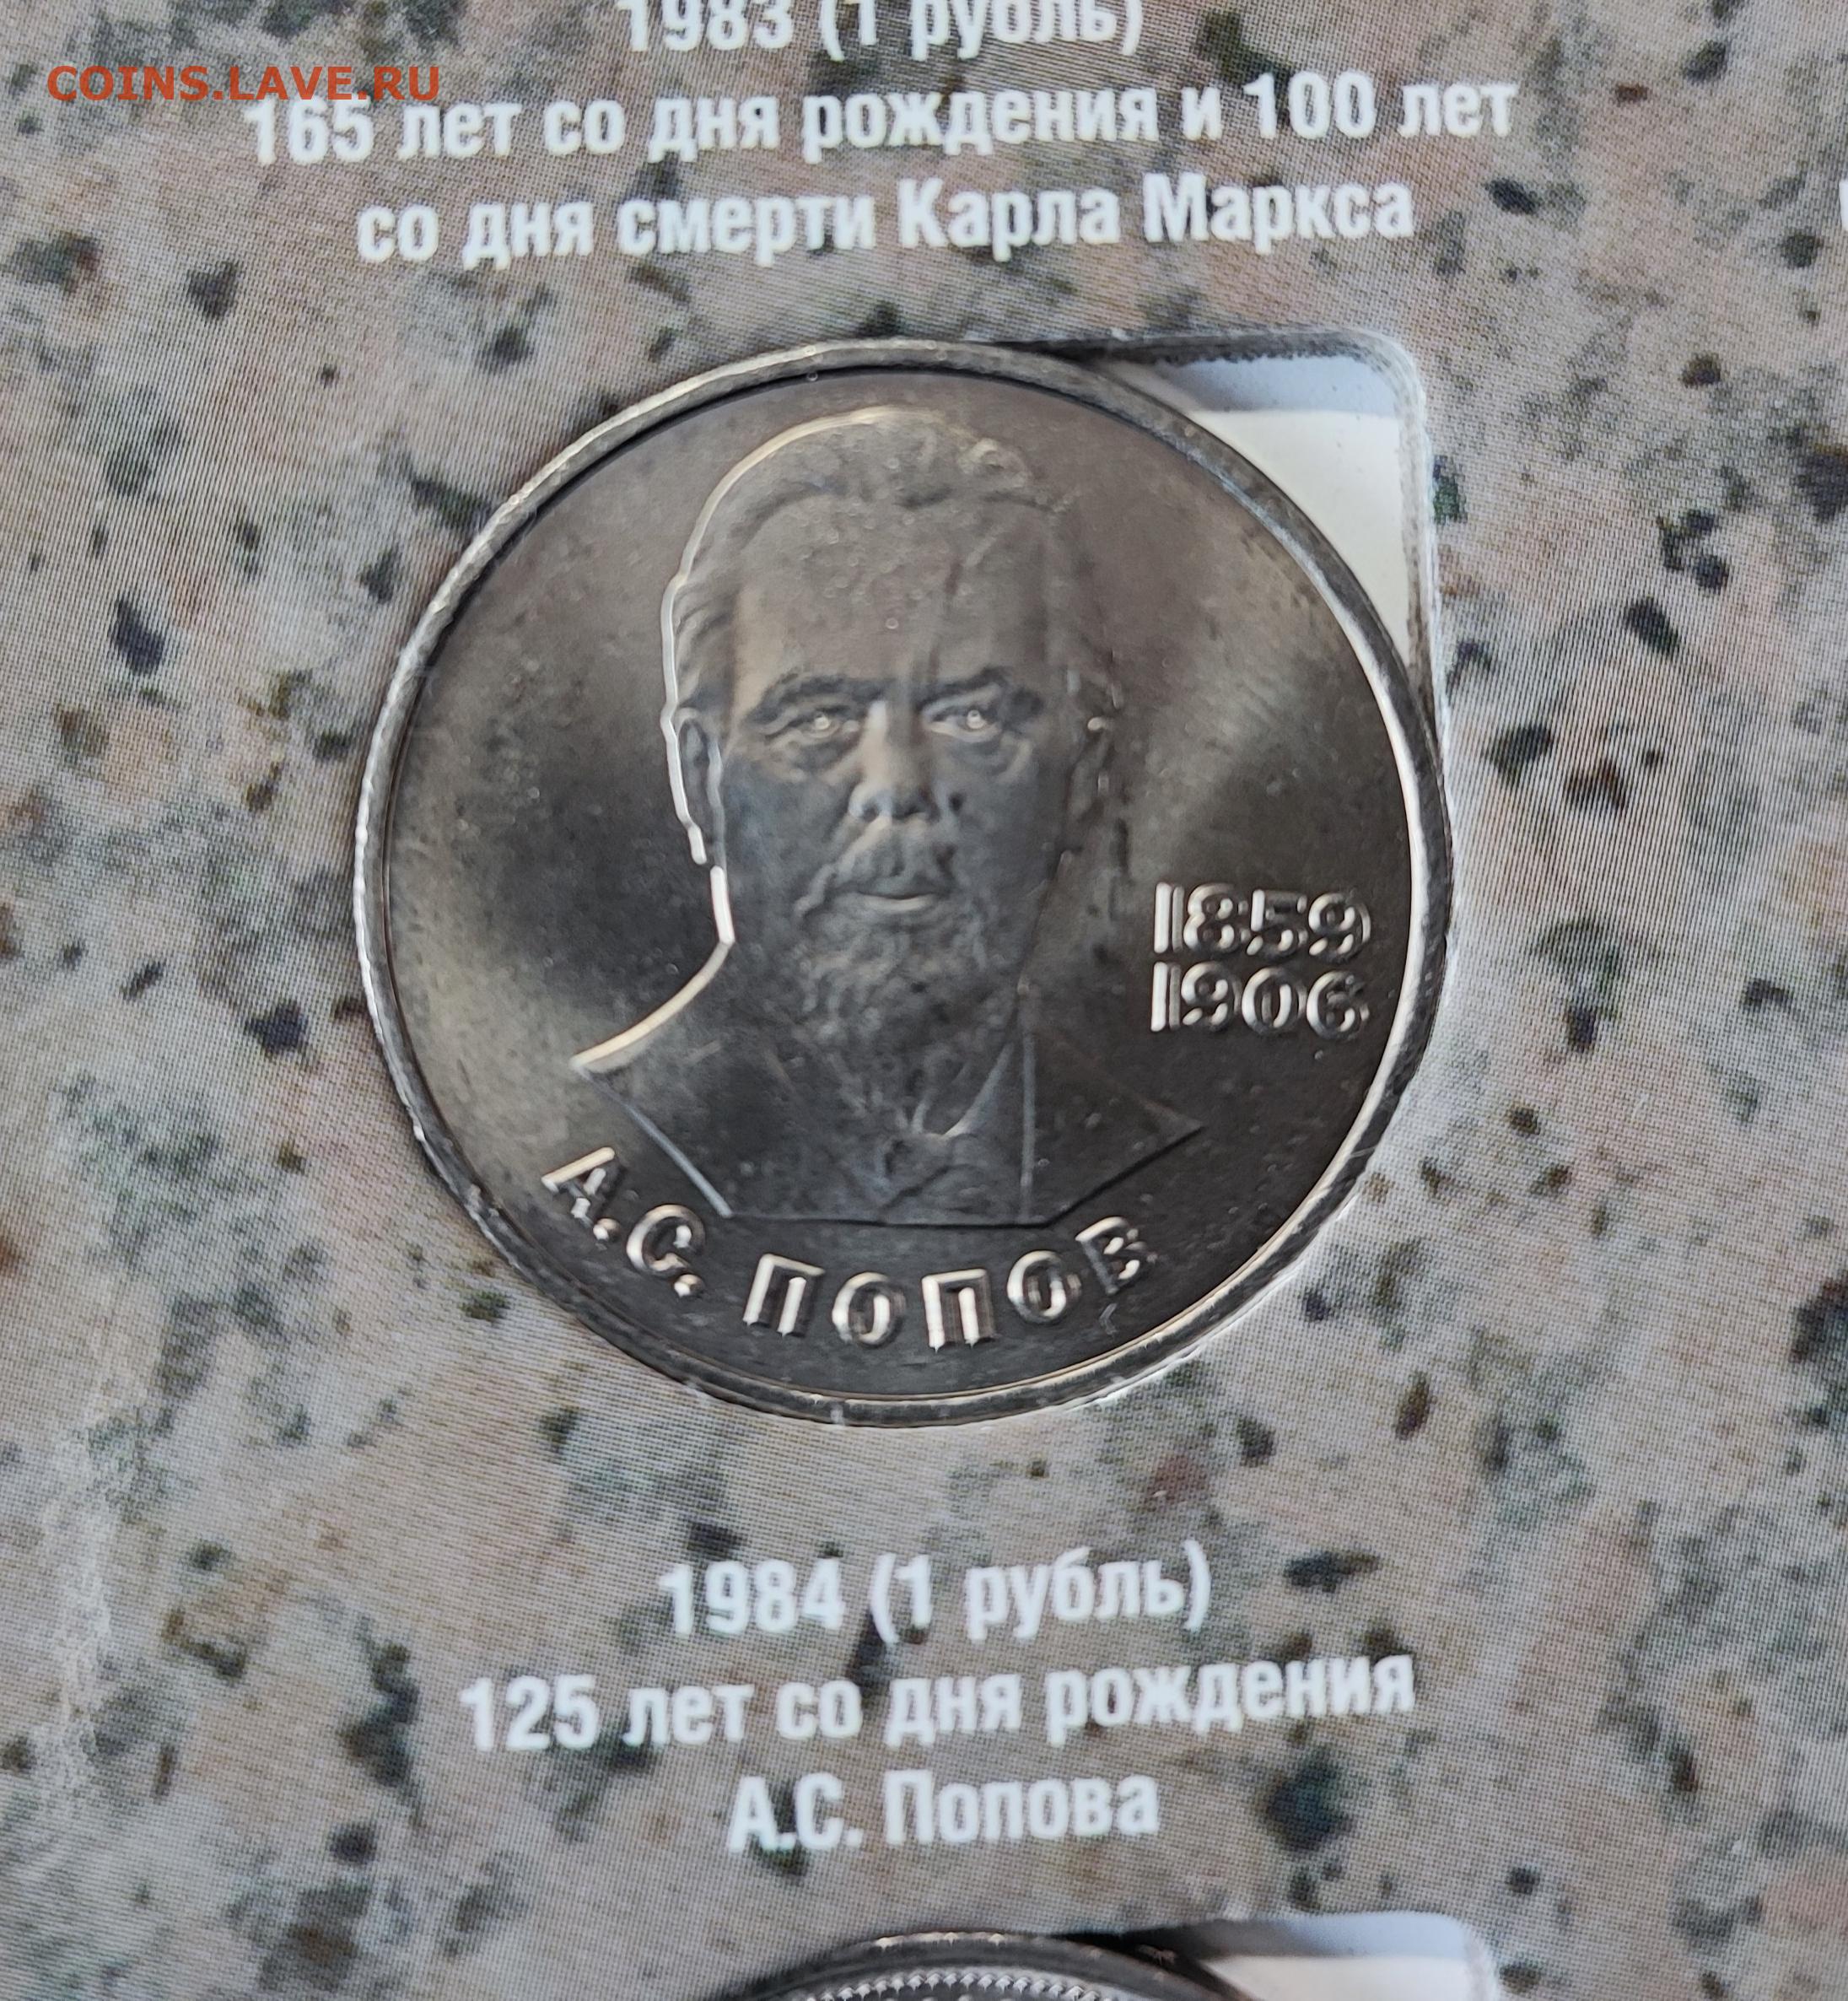 1983 (1 рубль)
COINS.LAVE.RU
165 лет со дня рождения и 100 лет
со дня смерти Карла Маркса
1859
1906
А.С. ПОПОВ
1984 (1 рубль)
125 лет со дня рождения
А.С. Попова